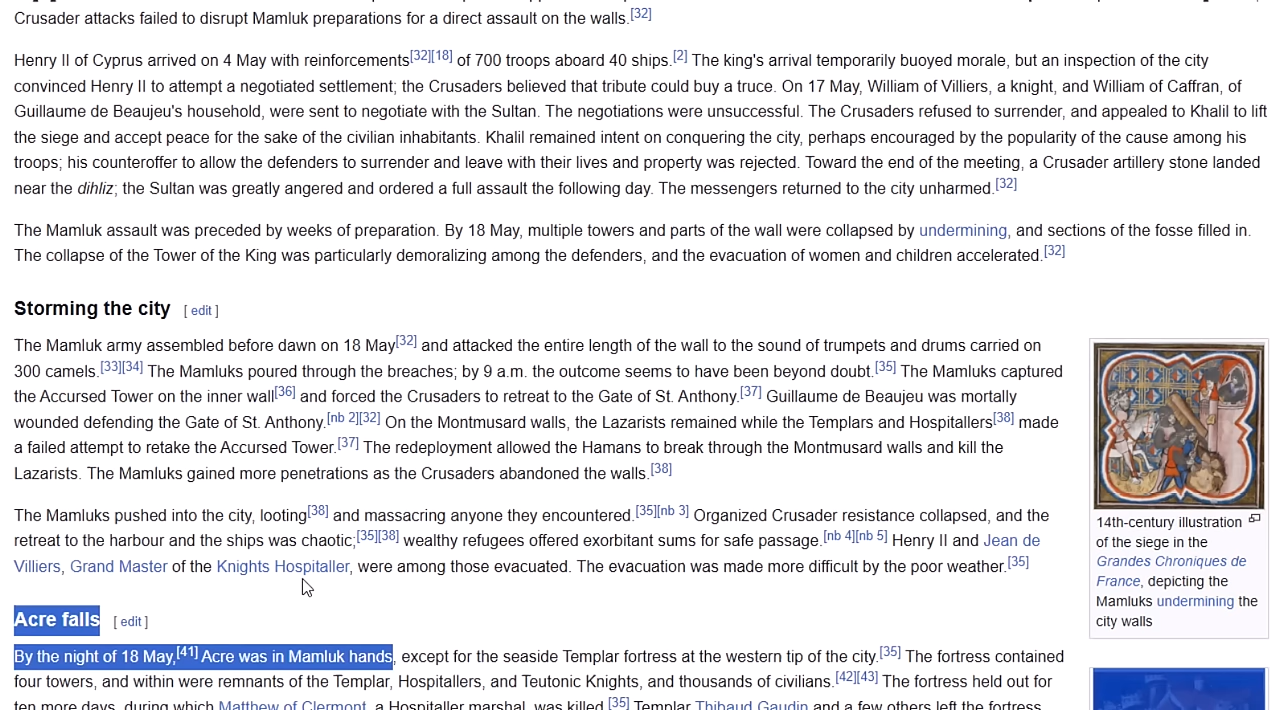 Crusader attacks failed to disrupt Mamluk preparations for a direct assault on the walls.[32]
Henry II of Cyprus arrived on 4 May with reinforcements[32][18] of 700 troops aboard 40 ships.[2] The king's arrival temporarily buoyed morale, but an inspection of the city
convinced Henry II to attempt a negotiated settlement; the Crusaders believed that tribute could buy a truce. On 17 May, William of Villiers, a knight, and William of Caffran, of
Guillaume de Beaujeu's household, were sent to negotiate with the Sultan. The negotiations were unsuccessful. The Crusaders refused to surrender, and appealed to Khalil to lift
the siege and accept peace for the sake of the civilian inhabitants. Khalil remained intent on conquering the city, perhaps encouraged by the popularity of the cause among his
troops; his counteroffer to allow the defenders to surrender and leave with their lives and property was rejected. Toward the end of the meeting, a Crusader artillery stone landed
near the dihliz; the Sultan was greatly angered and ordered a full assault the following day. The messengers returned to the city unharmed.[32]
The Mamluk assault was preceded by weeks of preparation. By 18 May, multiple towers and parts of the wall were collapsed by undermining, and sections of the fosse filled in.
The collapse of the Tower of the King was particularly demoralizing among the defenders, and the evacuation of women and children accelerated.[32]
Storming the city [ edit ]
The Mamluk army assembled before dawn on 18 May[32] and attacked the entire length of the wall to the sound of trumpets and drums carried on
300 camels.[33][34] The Mamluks poured through the breaches; by 9 a.m. the outcome seems to have been beyond doubt.[35] The Mamluks captured
the Accursed Tower on the inner wall[36] and forced the Crusaders to retreat to the Gate of St. Anthony.[37] Guillaume de Beaujeu was mortally
wounded defending the Gate of St. Anthony.[nb 2][32] On the Montmusard walls, the Lazarists remained while the Templars and Hospitallers[38] made
a failed attempt to retake the Accursed Tower.[37] The redeployment allowed the Hamans to break through the Montmusard walls and kill the
Lazarists. The Mamluks gained more penetrations as the Crusaders abandoned the walls.[38]
The Mamluks pushed into the city, looting[38] and massacring anyone they encountered.[35][nb 3] Organized Crusader resistance collapsed, and the
retreat to the harbour and the ships was chaotic;[35][38] wealthy refugees offered exorbitant sums for safe passage.[nb 4][nb 5] Henry II and Jean de
Villiers, Grand Master of the Knights Hospitaller, were among those evacuated. The evacuation was made more difficult by the poor weather.[35]
14th-century illustration
of the siege in the
Grandes Chroniques de
France, depicting the
Mamluks undermining the
city walls
Acre falls [ edit ]
By the night of 18 May,[41] Acre was in Mamluk hands, except for the seaside Templar fortress at the western tip of the city.[35] The fortress contained
four towers, and within were remnants of the Templar, Hospitallers, and Teutonic Knights, and thousands of civilians.[42][43] The fortress held out for
ten more days, during which Matthew of Clermont, a Hospitaller marshal, was killed.[35] Templar Thibaud Gaudin and a few others left the fortress